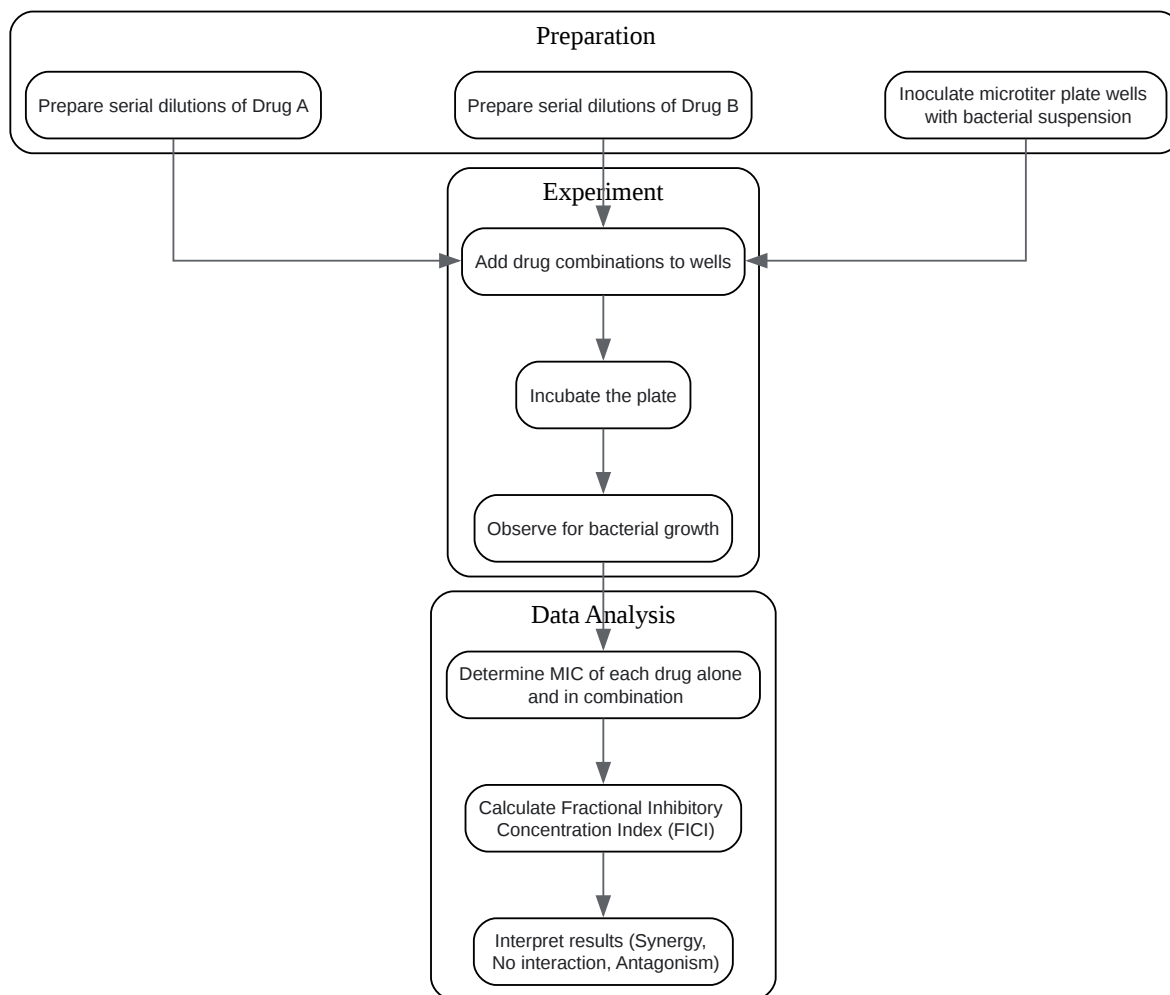 Preparation
Prepare serial dilutions of Drug A
Prepare serial dilutions of Drug B
Inoculate microtiter plate wells
with bacterial suspension
Experiment
Add drug combinations to wells
Incubate the plate
Observe for bacterial growth
Data Analysis
Determine MIC of each drug alone
and in combination
Calculate Fractional Inhibitory
Concentration Index (FICI)
Interpret results (Synergy,
No interaction, Antagonism)